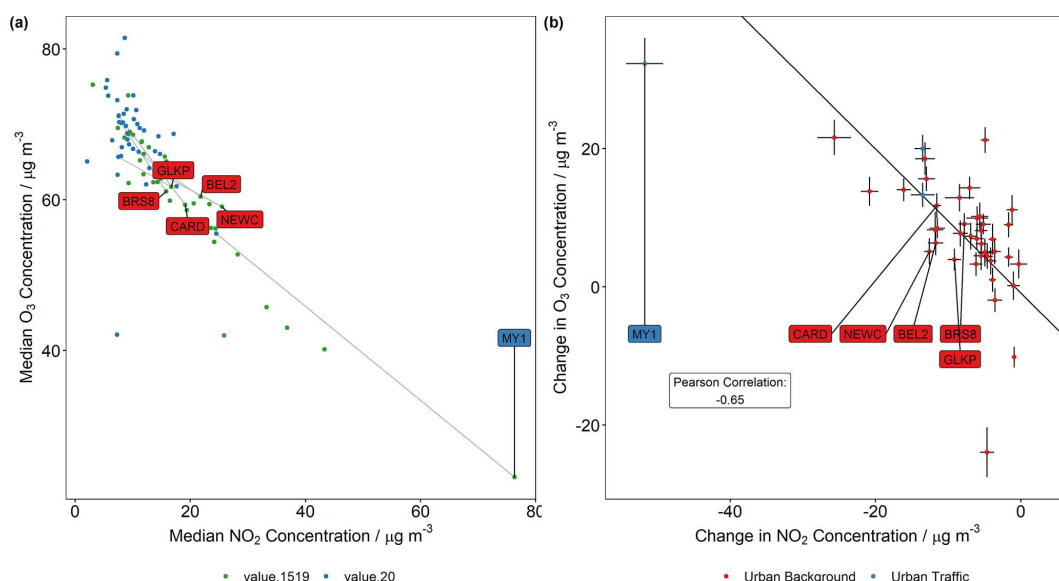 (a)
80
60
40
0
20
40
60
80
Median O₃ Concentration / µg m⁻³
Median NO₂ Concentration / µg m⁻³
GLKP
BEL2
BRS8
CARD
NEWC
MY1
value.1519
value.20
(b)
20
0
-20
-40
-20
0
Change in O₃ Concentration / µg m⁻³
Change in NO₂ Concentration / µg m⁻³
MY1
CARD
NEWC
BEL2
BRS8
GLKP
Pearson Correlation:
-0.65
Urban Background
Urban Traffic